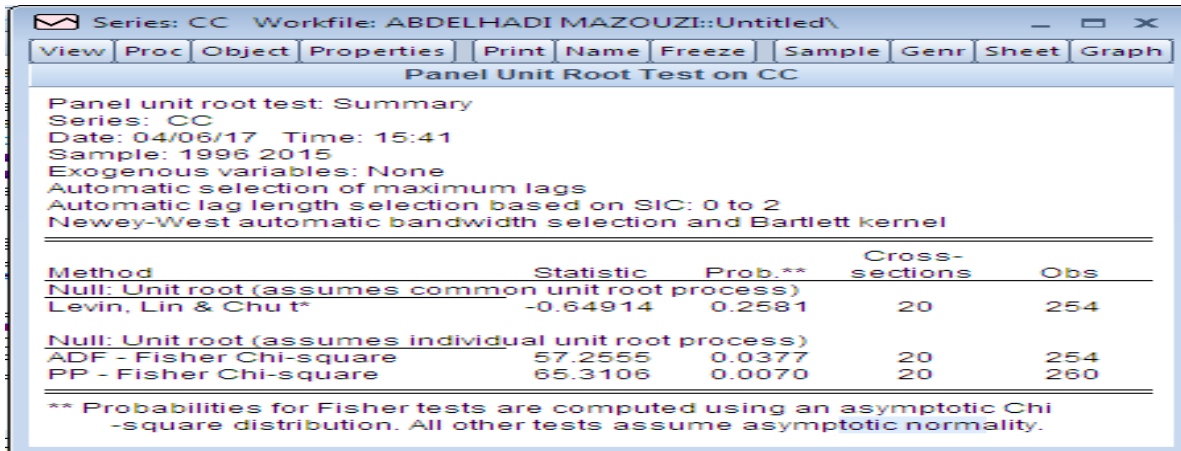 Series: CC Workfile: ABDELHADI MAZOUZI::Untitled\
View Proc Object Properties Print Name Freeze Sample Genr Sheet Graph
Panel Unit Root Test on CC
Panel unit root test: Summary
Series: CC
Date: 04/06/17 Time: 15:41
Sample: 1996 2015
Exogenous variables: None
Automatic selection of maximum lags
Automatic lag length selection based on SIC: 0 to 2
Newey-West automatic bandwidth selection and Bartlett kernel
Cross-
Method Statistic Prob.** sections Obs
Null: Unit root (assumes common unit root process)
Levin, Lin & Chu t* -0.64914 0.2581 20 254
Null: Unit root (assumes individual unit root process)
ADF - Fisher Chi-square 57.2555 0.0377 20 254
PP - Fisher Chi-square 65.3106 0.0070 20 260
** Probabilities for Fisher tests are computed using an asymptotic Chi
-square distribution. All other tests assume asymptotic normality.